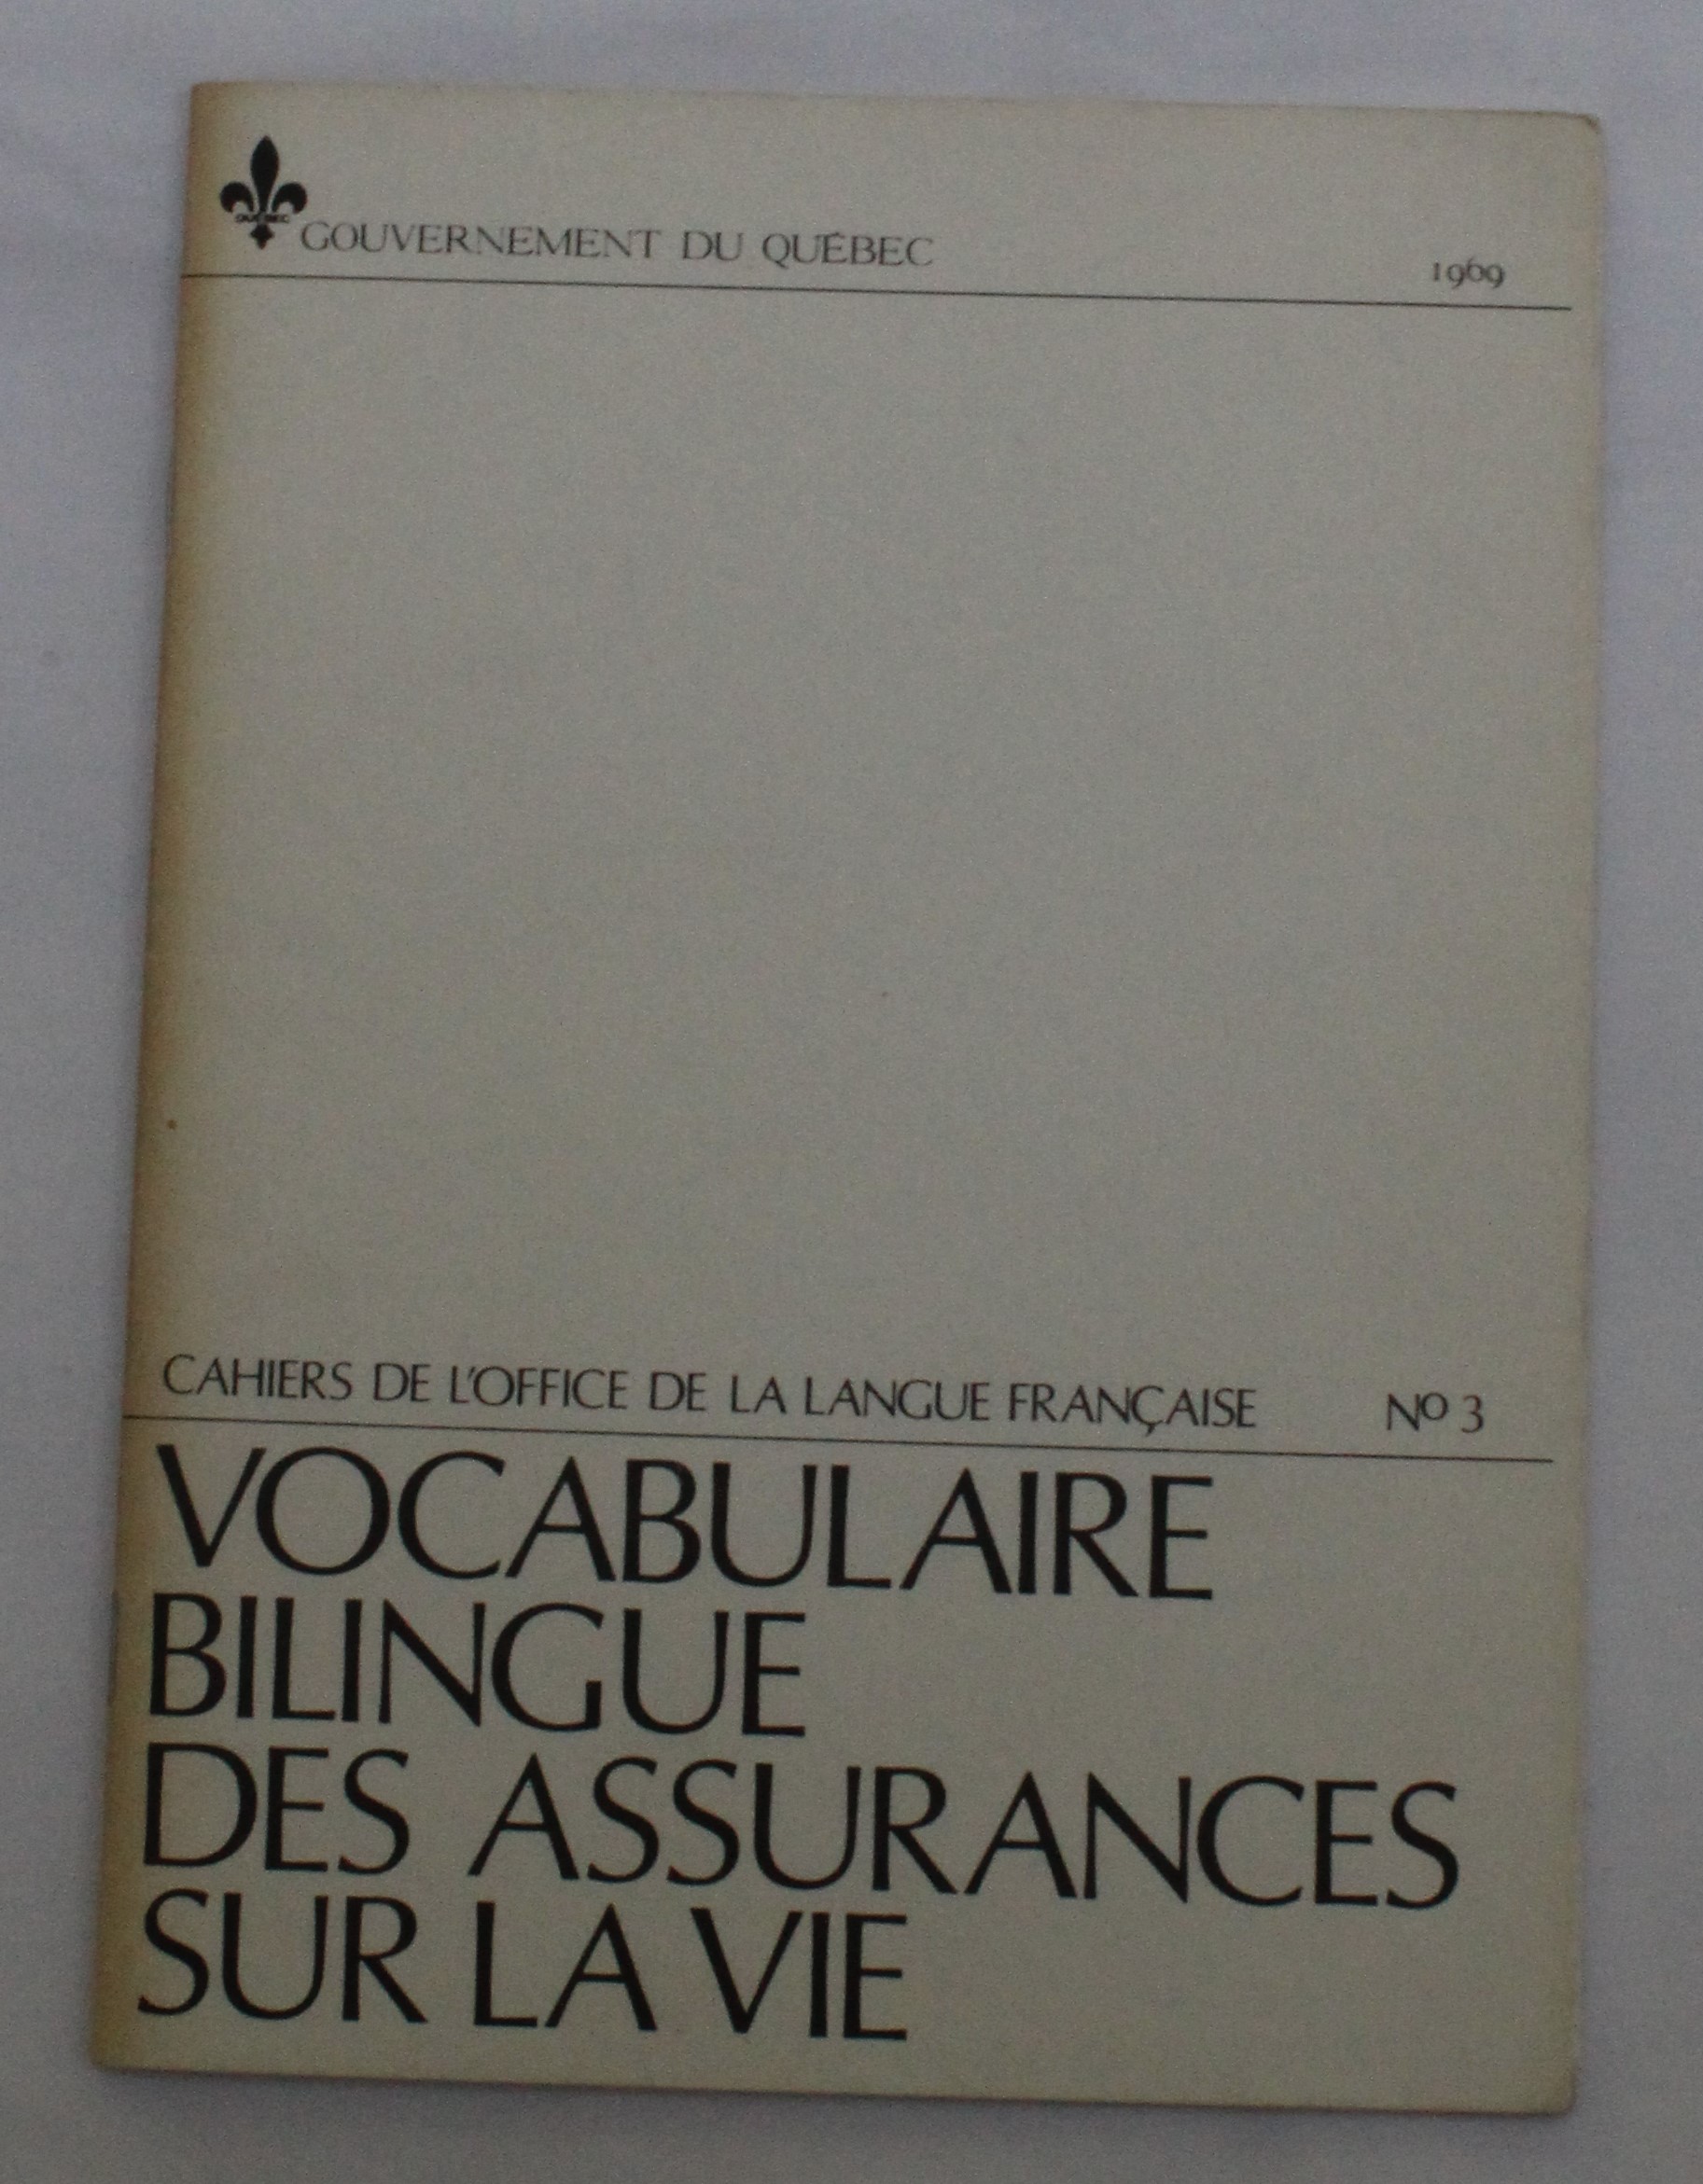 QUÉBEC
GOUVERNEMENT DU QUÉBEC 1969
CAHIERS DE L'OFFICE DE LA LANGUE FRANÇAISE NO 3
VOCABULAIRE
BILINGUE
DES ASSURANCES
SUR LA VIE